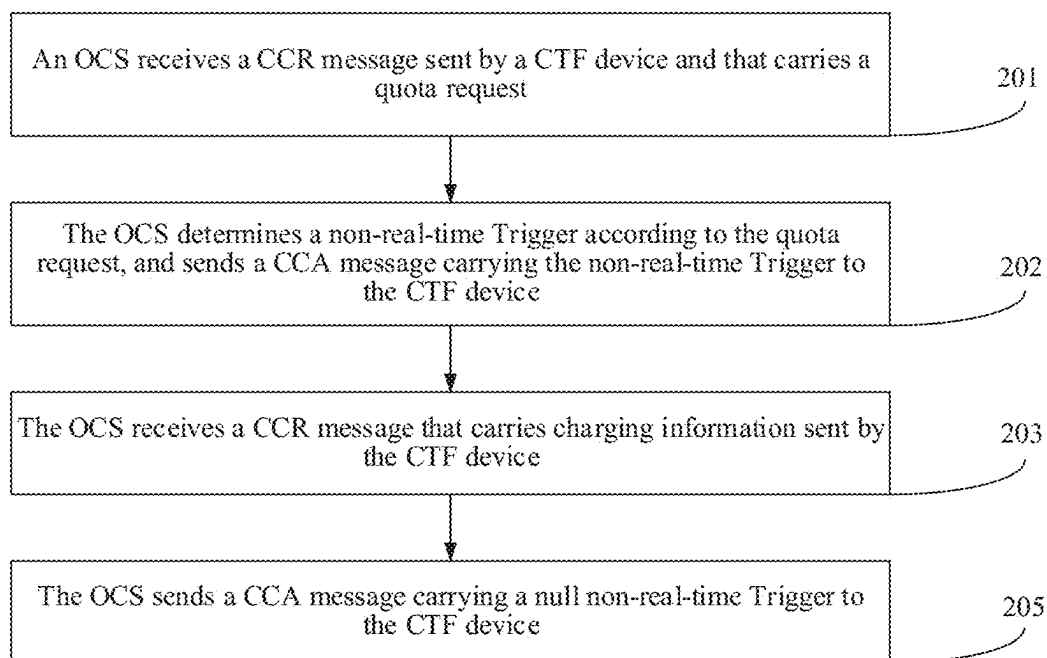 An OCS receives a CCR message sent by a CTF device and that carries a
quota request
201
The OCS determines a non-real-time Trigger according to the quota
request, and sends a CCA message carrying the non-real-time Trigger to
the CTF device
202
The OCS receives a CCR message that carries charging information sent by
the CTF device
203
The OCS sends a CCA message carrying a null non-real-time Trigger to
the CTF device
205